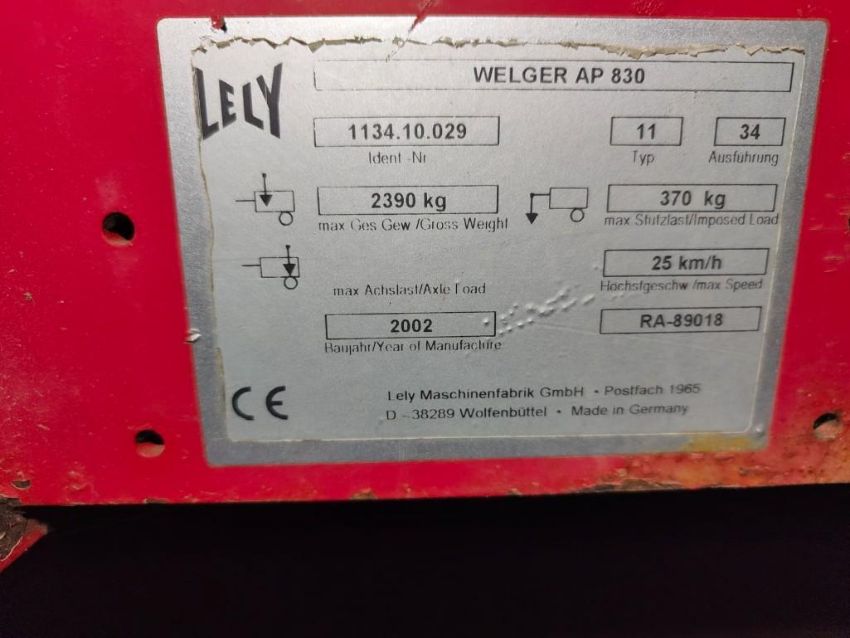 LELY
WELGER AP 830
1134.10.029 11 34
Ident -Nr Typ Ausführung
2390 kg 370 kg
max Ges Gew /Gross Weight max Stützlast/Imposed Load
25 km/h
max Achslast/Axle Load Höchstgeschw /max Speed
2002 RA-89018
Baujahr/Year of Manufacture
CE
Lely Maschinenfabrik GmbH • Postfach 1965
D - 38289 Wolfenbüttel • Made in Germany